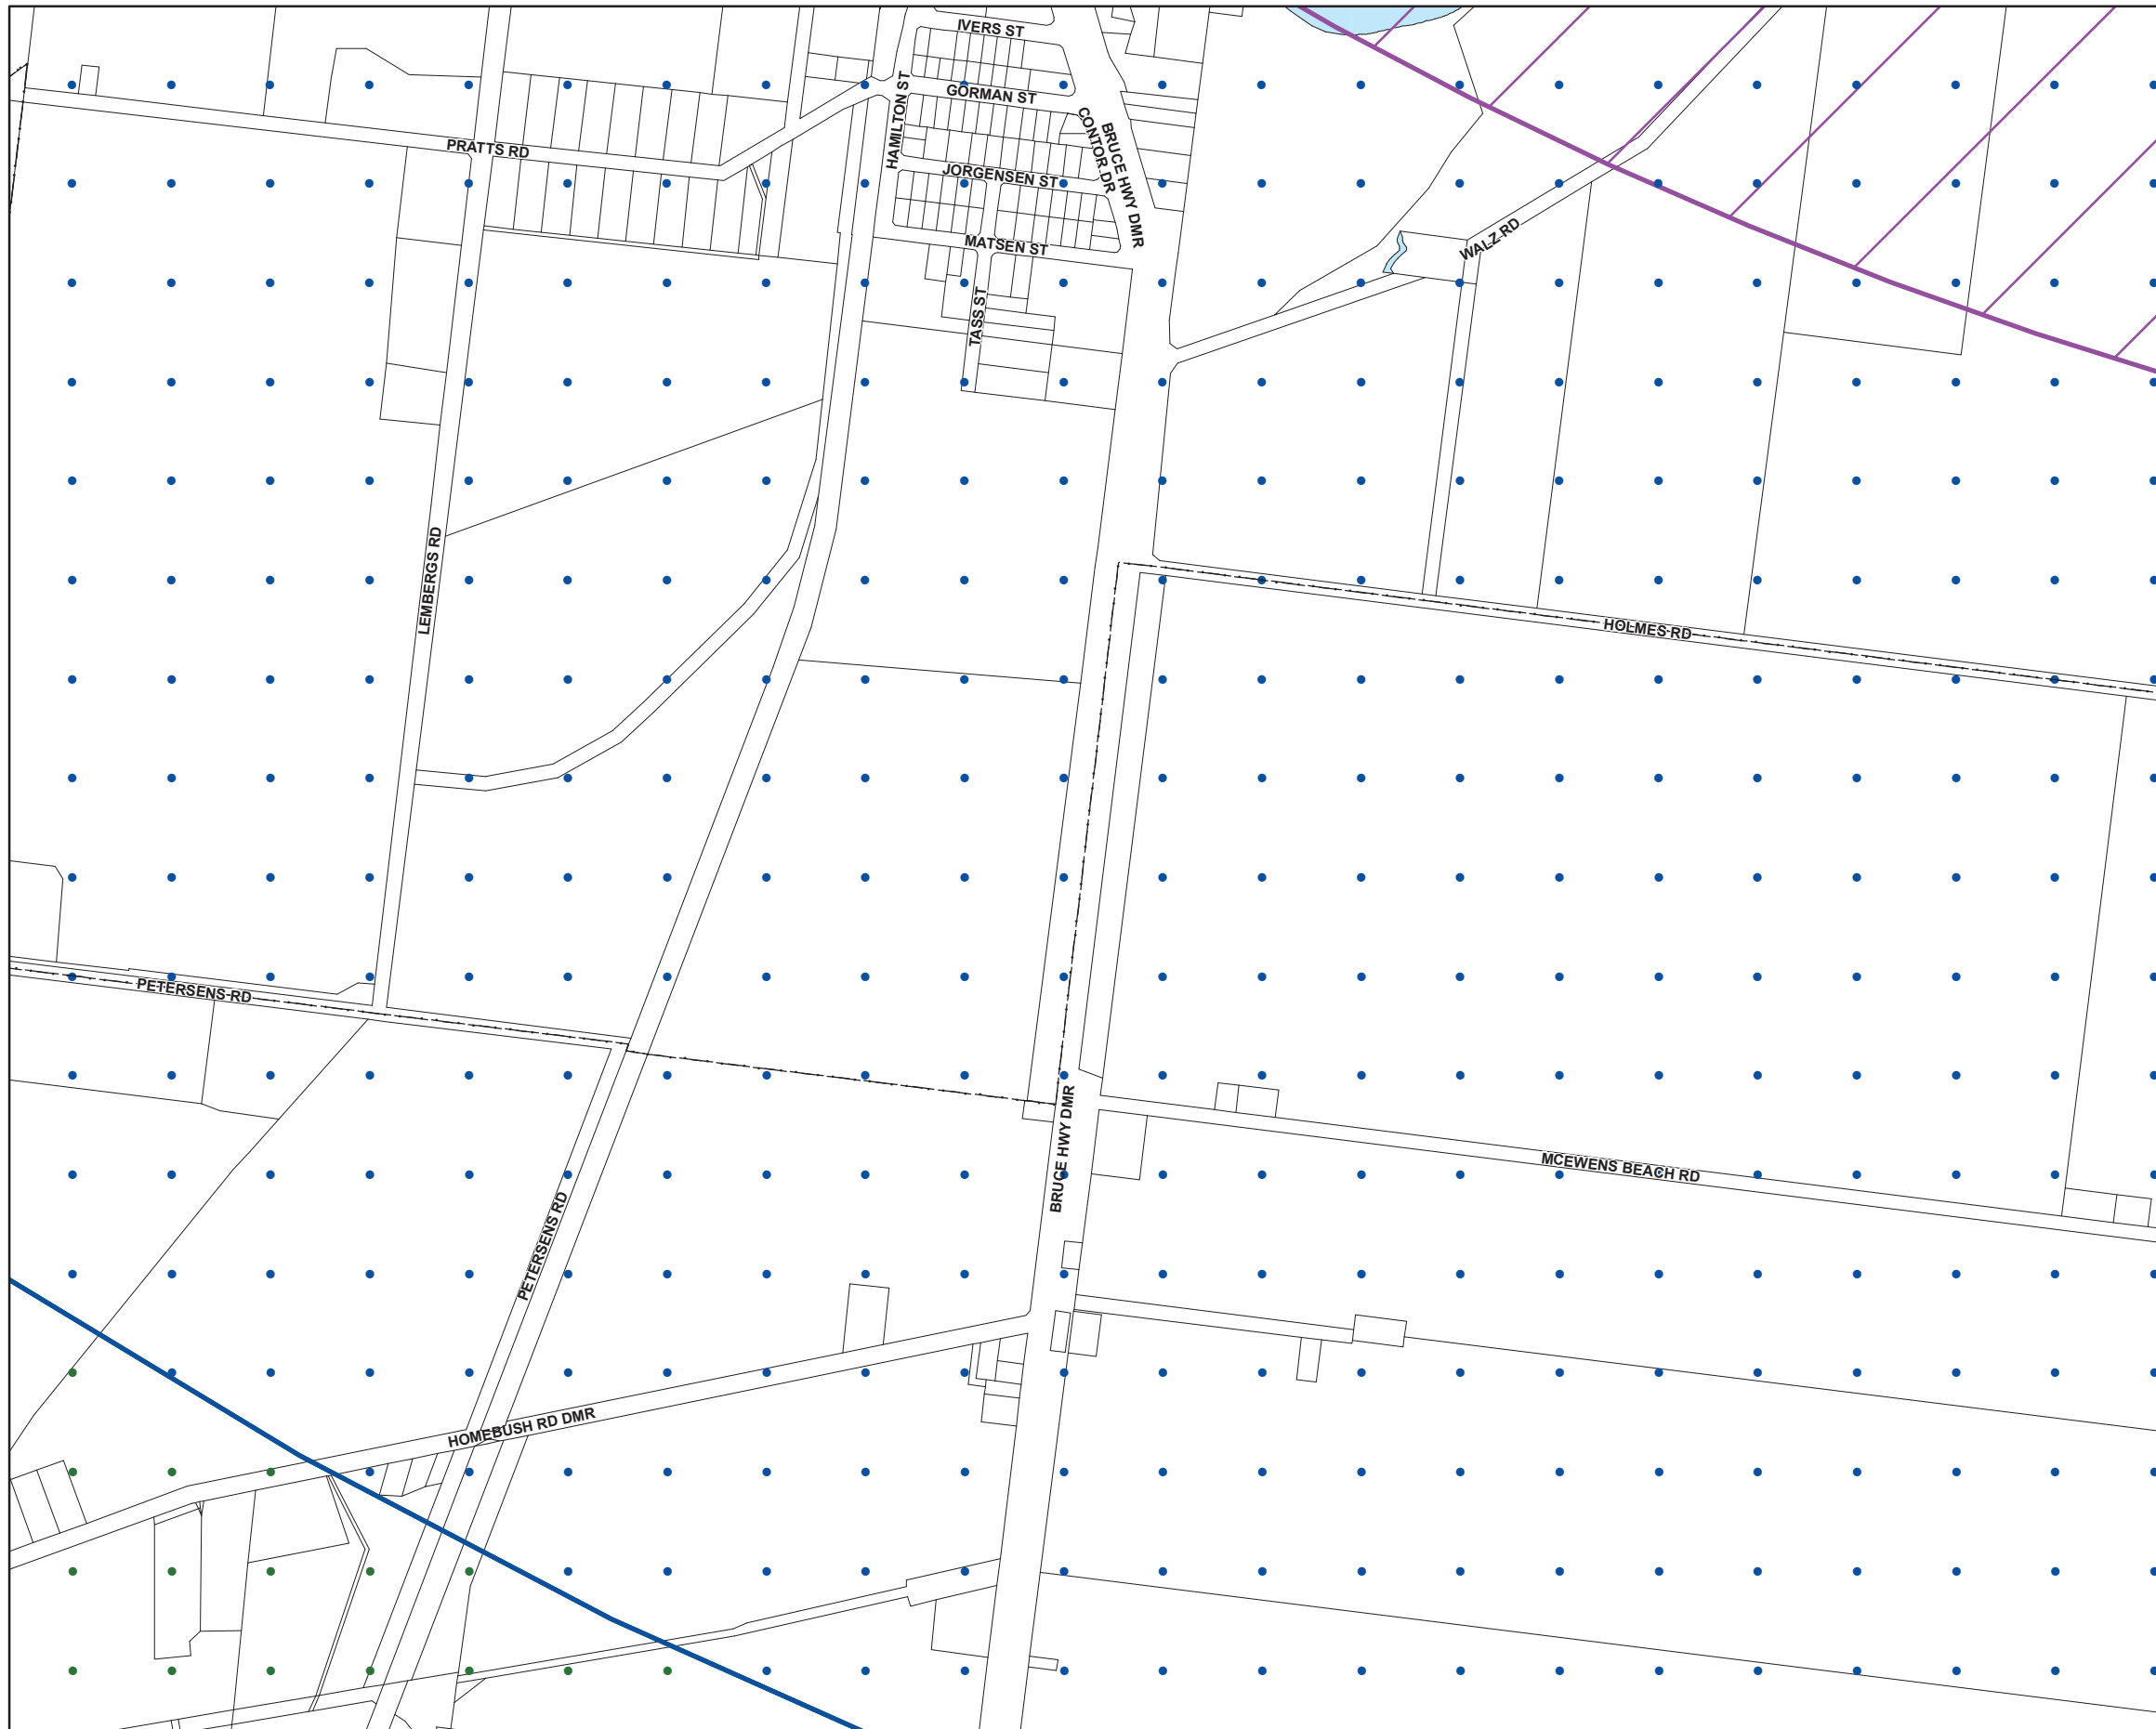 IVERS ST
GORMAN ST
HAMILTON ST
BRUCE HWY DMR
CONTOR DR
PRATTS RD
JORGENSEN ST
MATSEN ST
WALZ RD
TASS ST
LEMBERGS RD
HOLMES RD
PETERSENS RD
BRUCE HWY DMR
MCEWENS BEACH RD
PETERSENS RD
HOMEBUSH RD DMR